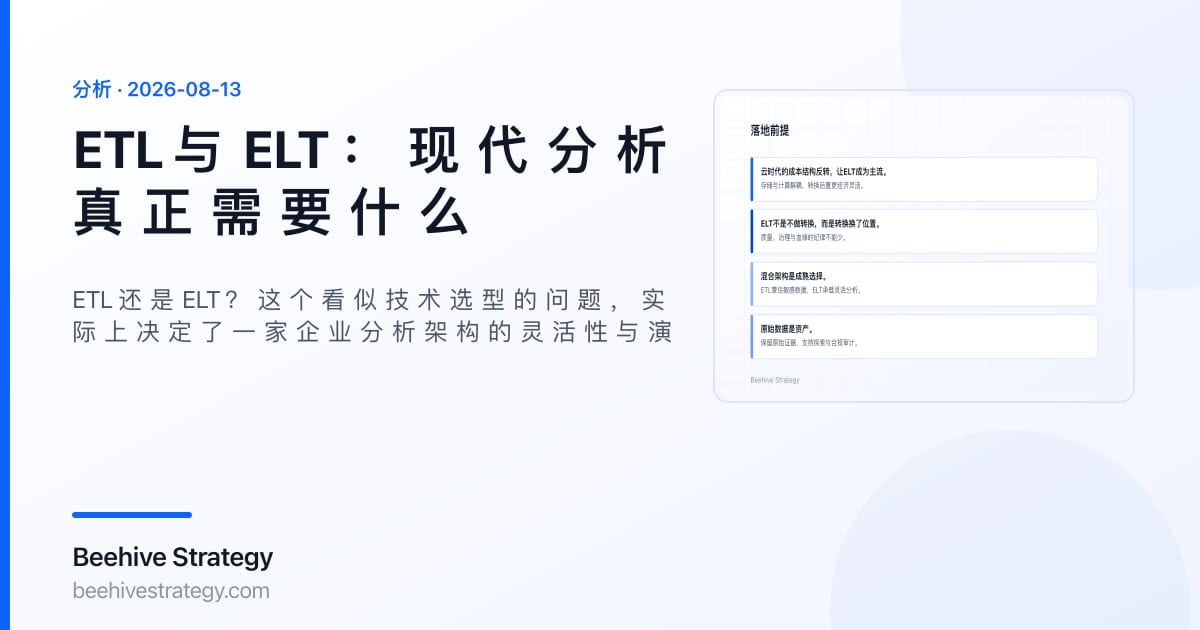 分析 · 2026-08-13
ETL与 ELT：现代分析
真正需要什么
ETL还是ELT？这个看似技术选型的问题，实
际上决定了一家企业分析架构的灵活性与演
落地前提
云时代的成本结构反转，让ELT成为主流。
存储与计算解耦，转换后置更经济灵活。
ELT不是不做转换，而是转换换了位置。
质量、治理与血缘的纪律不能少。
混合架构是成熟选择。
ETL管住敏感数据，ELT承载灵活分析。
原始数据是资产。
保留原始证据，支持探索与合规审计。
Beehive Strategy
Beehive Strategy
beehivestrategy.com